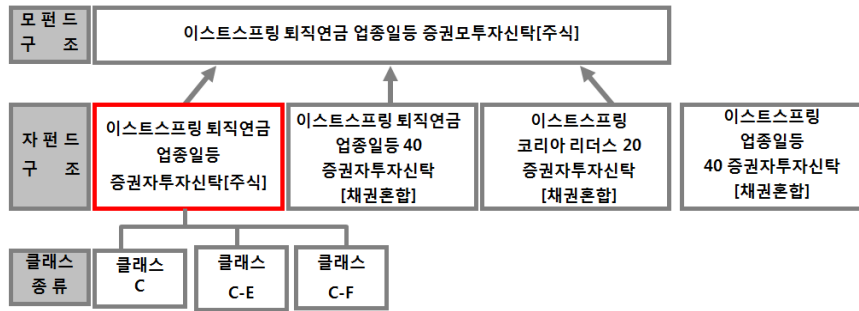 모 펀 드
구 조
이스트스프링 퇴직연금 업종일등 증권모투자신탁[주식]
자 펀 드
구 조
이스트스프링 퇴직연금
업종일등
증권자투자신탁[주식]
이스트스프링 퇴직연금
업종일등 40
증권자투자신탁
[채권혼합]
이스트스프링
코리아 리더스 20
증권자투자신탁
[채권혼합]
이스트스프링
업종일등
40 증권자투자신탁
[채권혼합]
클래스
종류
클래스
C
클래스
C-E
클래스
C-F